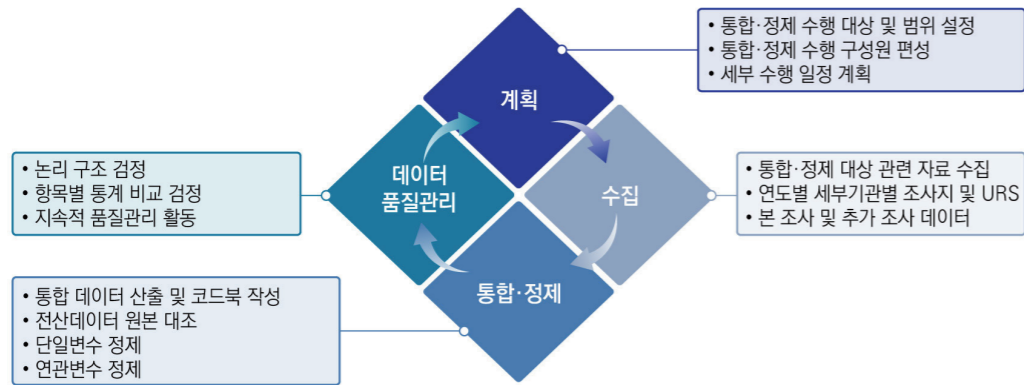 계획
• 통합·정제 수행 대상 및 범위 설정
• 통합·정제 수행 구성원 편성
• 세부 수행 일정 계획
수집
• 통합·정제 대상 관련 자료 수집
• 연도별 세부기관별 조사지 및 URS
• 본 조사 및 추가 조사 데이터
통합·정제
• 통합 데이터 산출 및 코드북 작성
• 전산데이터 원본 대조
• 단일변수 정제
• 연관변수 정제
데이터
품질관리
• 논리 구조 검정
• 항목별 통계 비교 검정
• 지속적 품질관리 활동